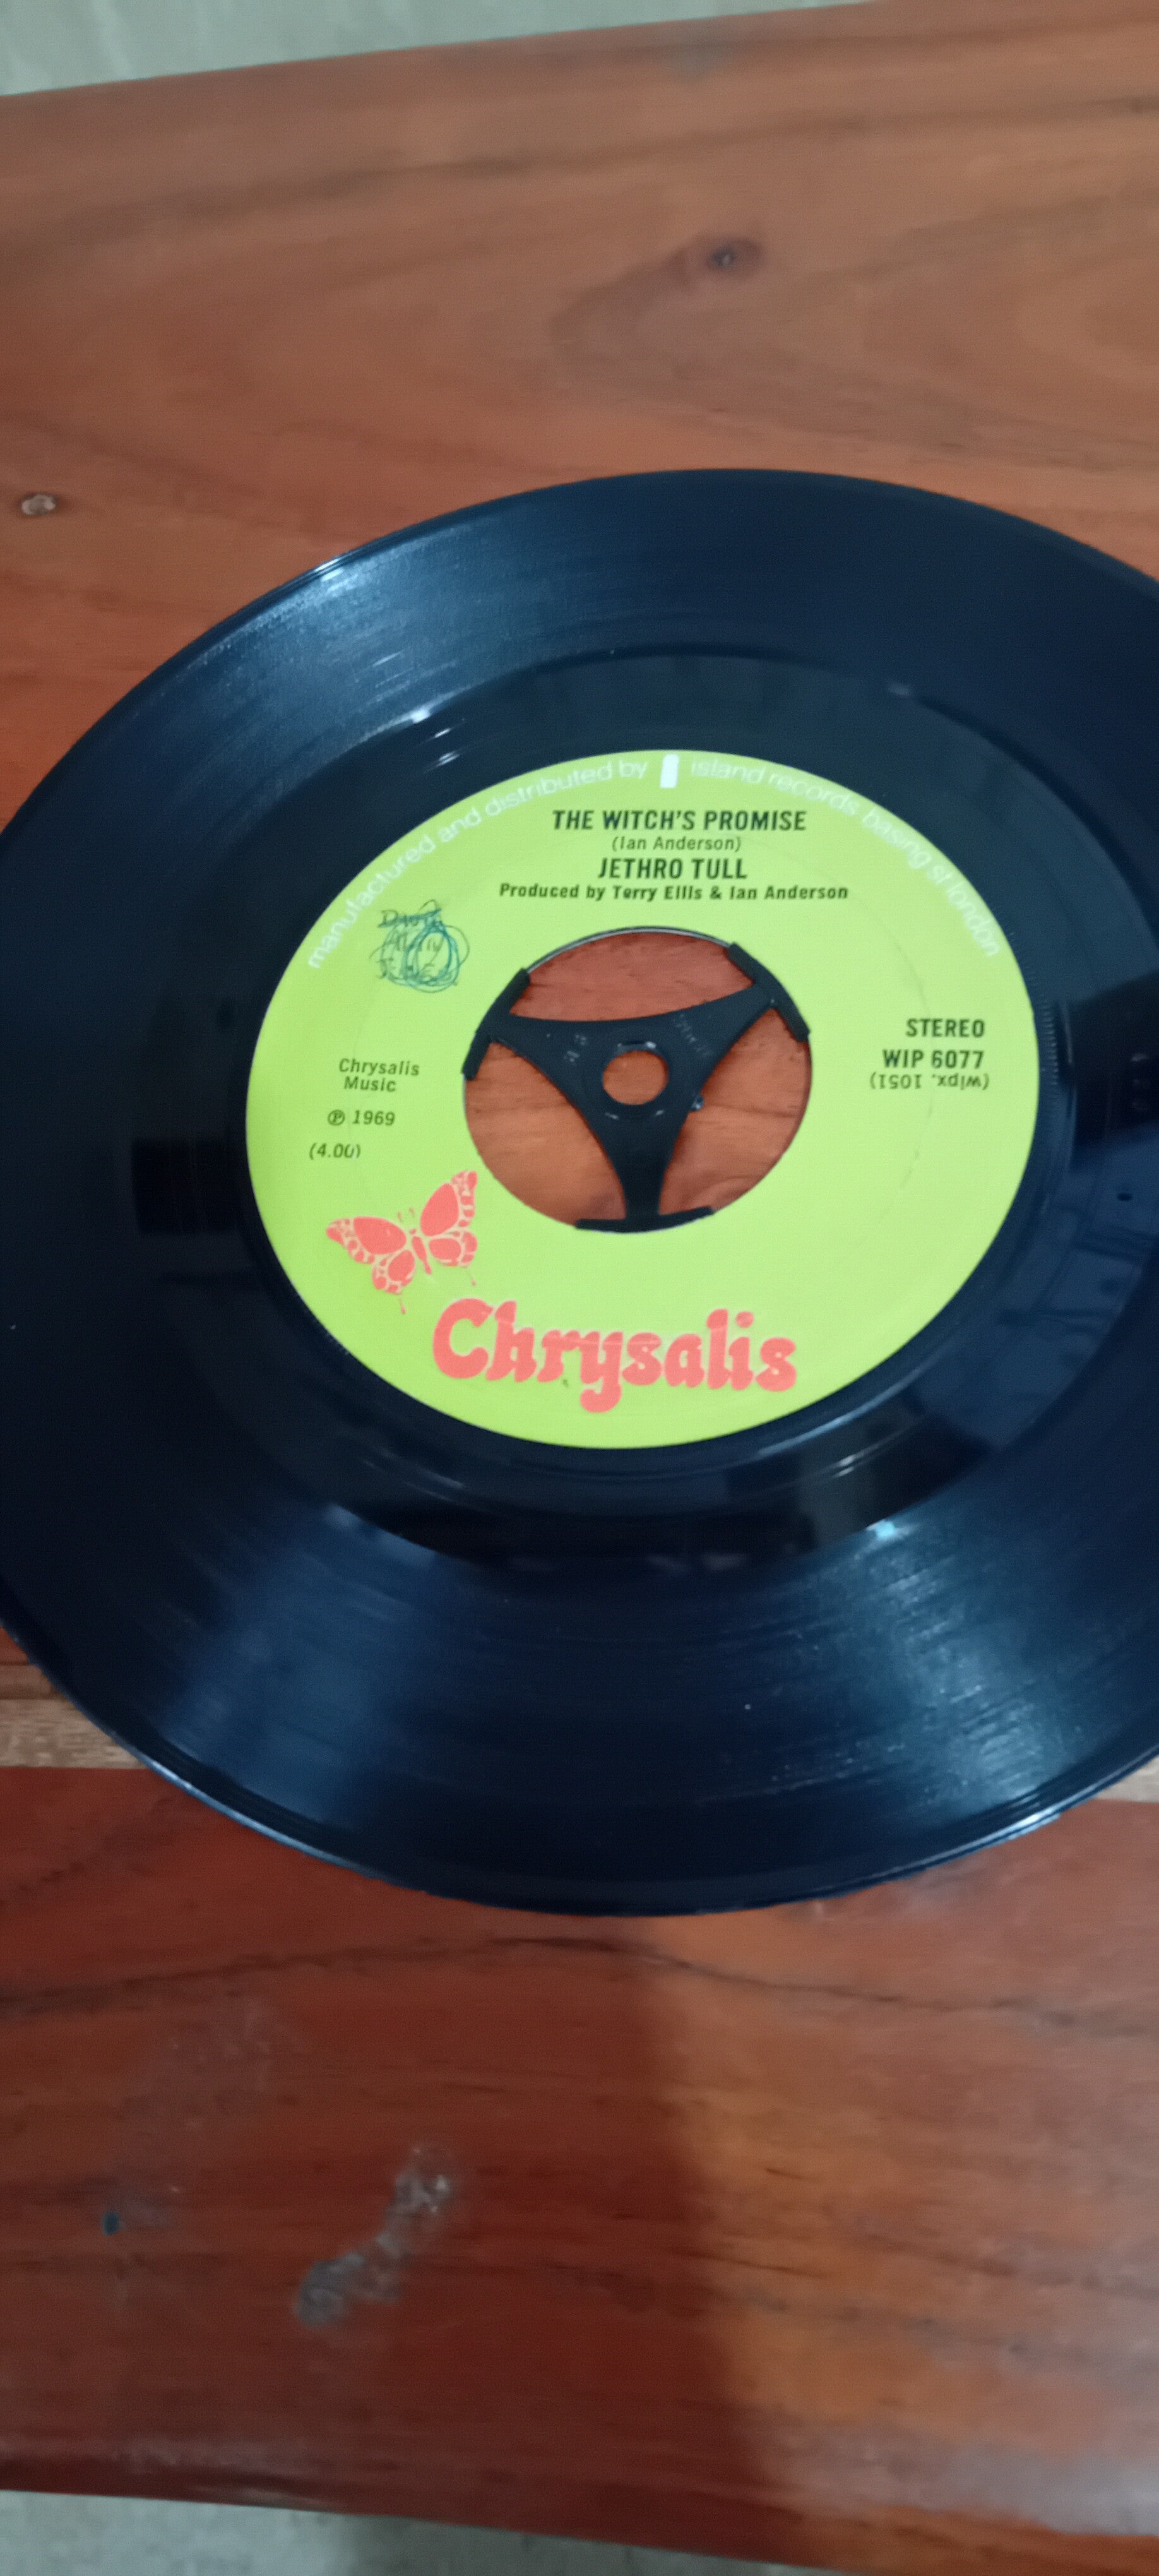 manufactured and distributed by island records basing st london
THE WITCH'S PROMISE
(Ian Anderson)
JETHRO TULL
Produced by Terry Ellis & Ian Anderson
STEREO
WIP 6077
(wipx. 1051)
Chrysalis
Music
℗ 1969
(4.00)
Chrysalis